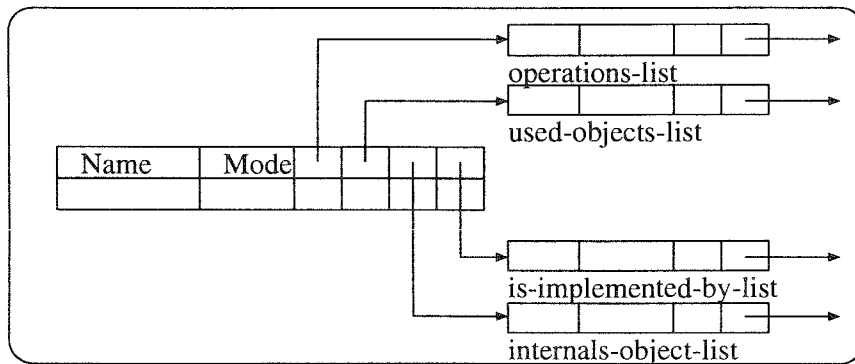 operations-list
used-objects-list
Name Mode
is-implemented-by-list
internals-object-list